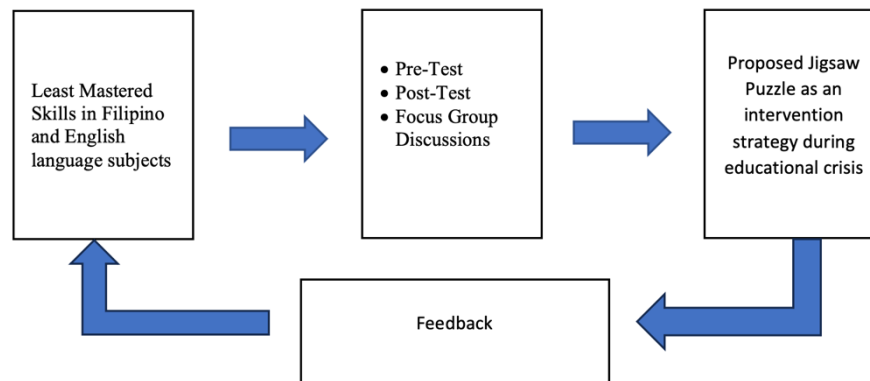 Least Mastered
Skills in Filipino
and English
language subjects
• Pre-Test
• Post-Test
• Focus Group
Discussions
Proposed Jigsaw
Puzzle as an
intervention
strategy during
educational crisis
Feedback